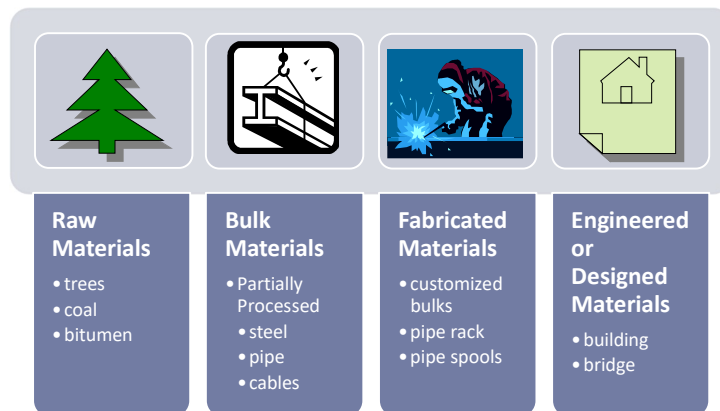 Raw
Materials
• trees
• coal
• bitumen
Bulk
Materials
• Partially
Processed
• steel
• pipe
• cables
Fabricated
Materials
• customized
bulks
• pipe rack
• pipe spools
Engineered
or
Designed
Materials
• building
• bridge